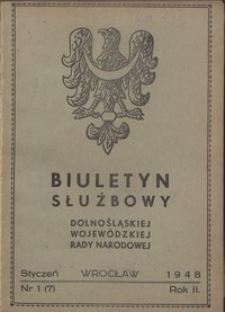 BIULETYN
SŁUŻBOWY
DOLNOŚLĄSKIEJ
WOJEWÓDZKIEJ
RADY NARODOWEJ
Styczeń WROCŁAW 1948
Nr 1 (7) Rok II.